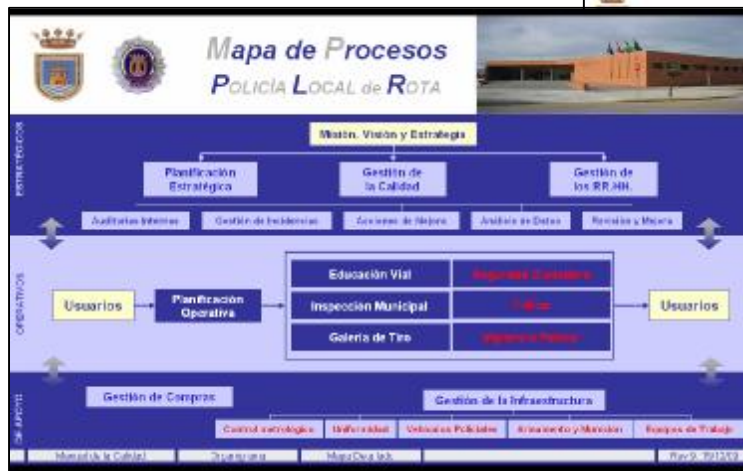 Mapa de Procesos
POLICÍA LOCAL de ROTA
ESTRATÉGICOS
Misión, Visión y Estrategia
Planificación
Estratégica
Gestión de
la Calidad
Gestión de
los RR.HH.
Auditorías Internas
Gestión de Incidencias
Acciones de Mejora
Análisis de Datos
Revisión y Mejora
OPERATIVOS
Usuarios
Planificación
Operativa
Educación Vial
Seguridad Ciudadana
Inspección Municipal
Galería de Tiro
Usuarios
DE APOYO
Gestión de Compras
Gestión de la Infraestructura
Control metrológico
Uniformidad
Vehículos Policiales
Armamento y Munición
Equipos de Trabajo
Manual de la Calidad
Organigrama